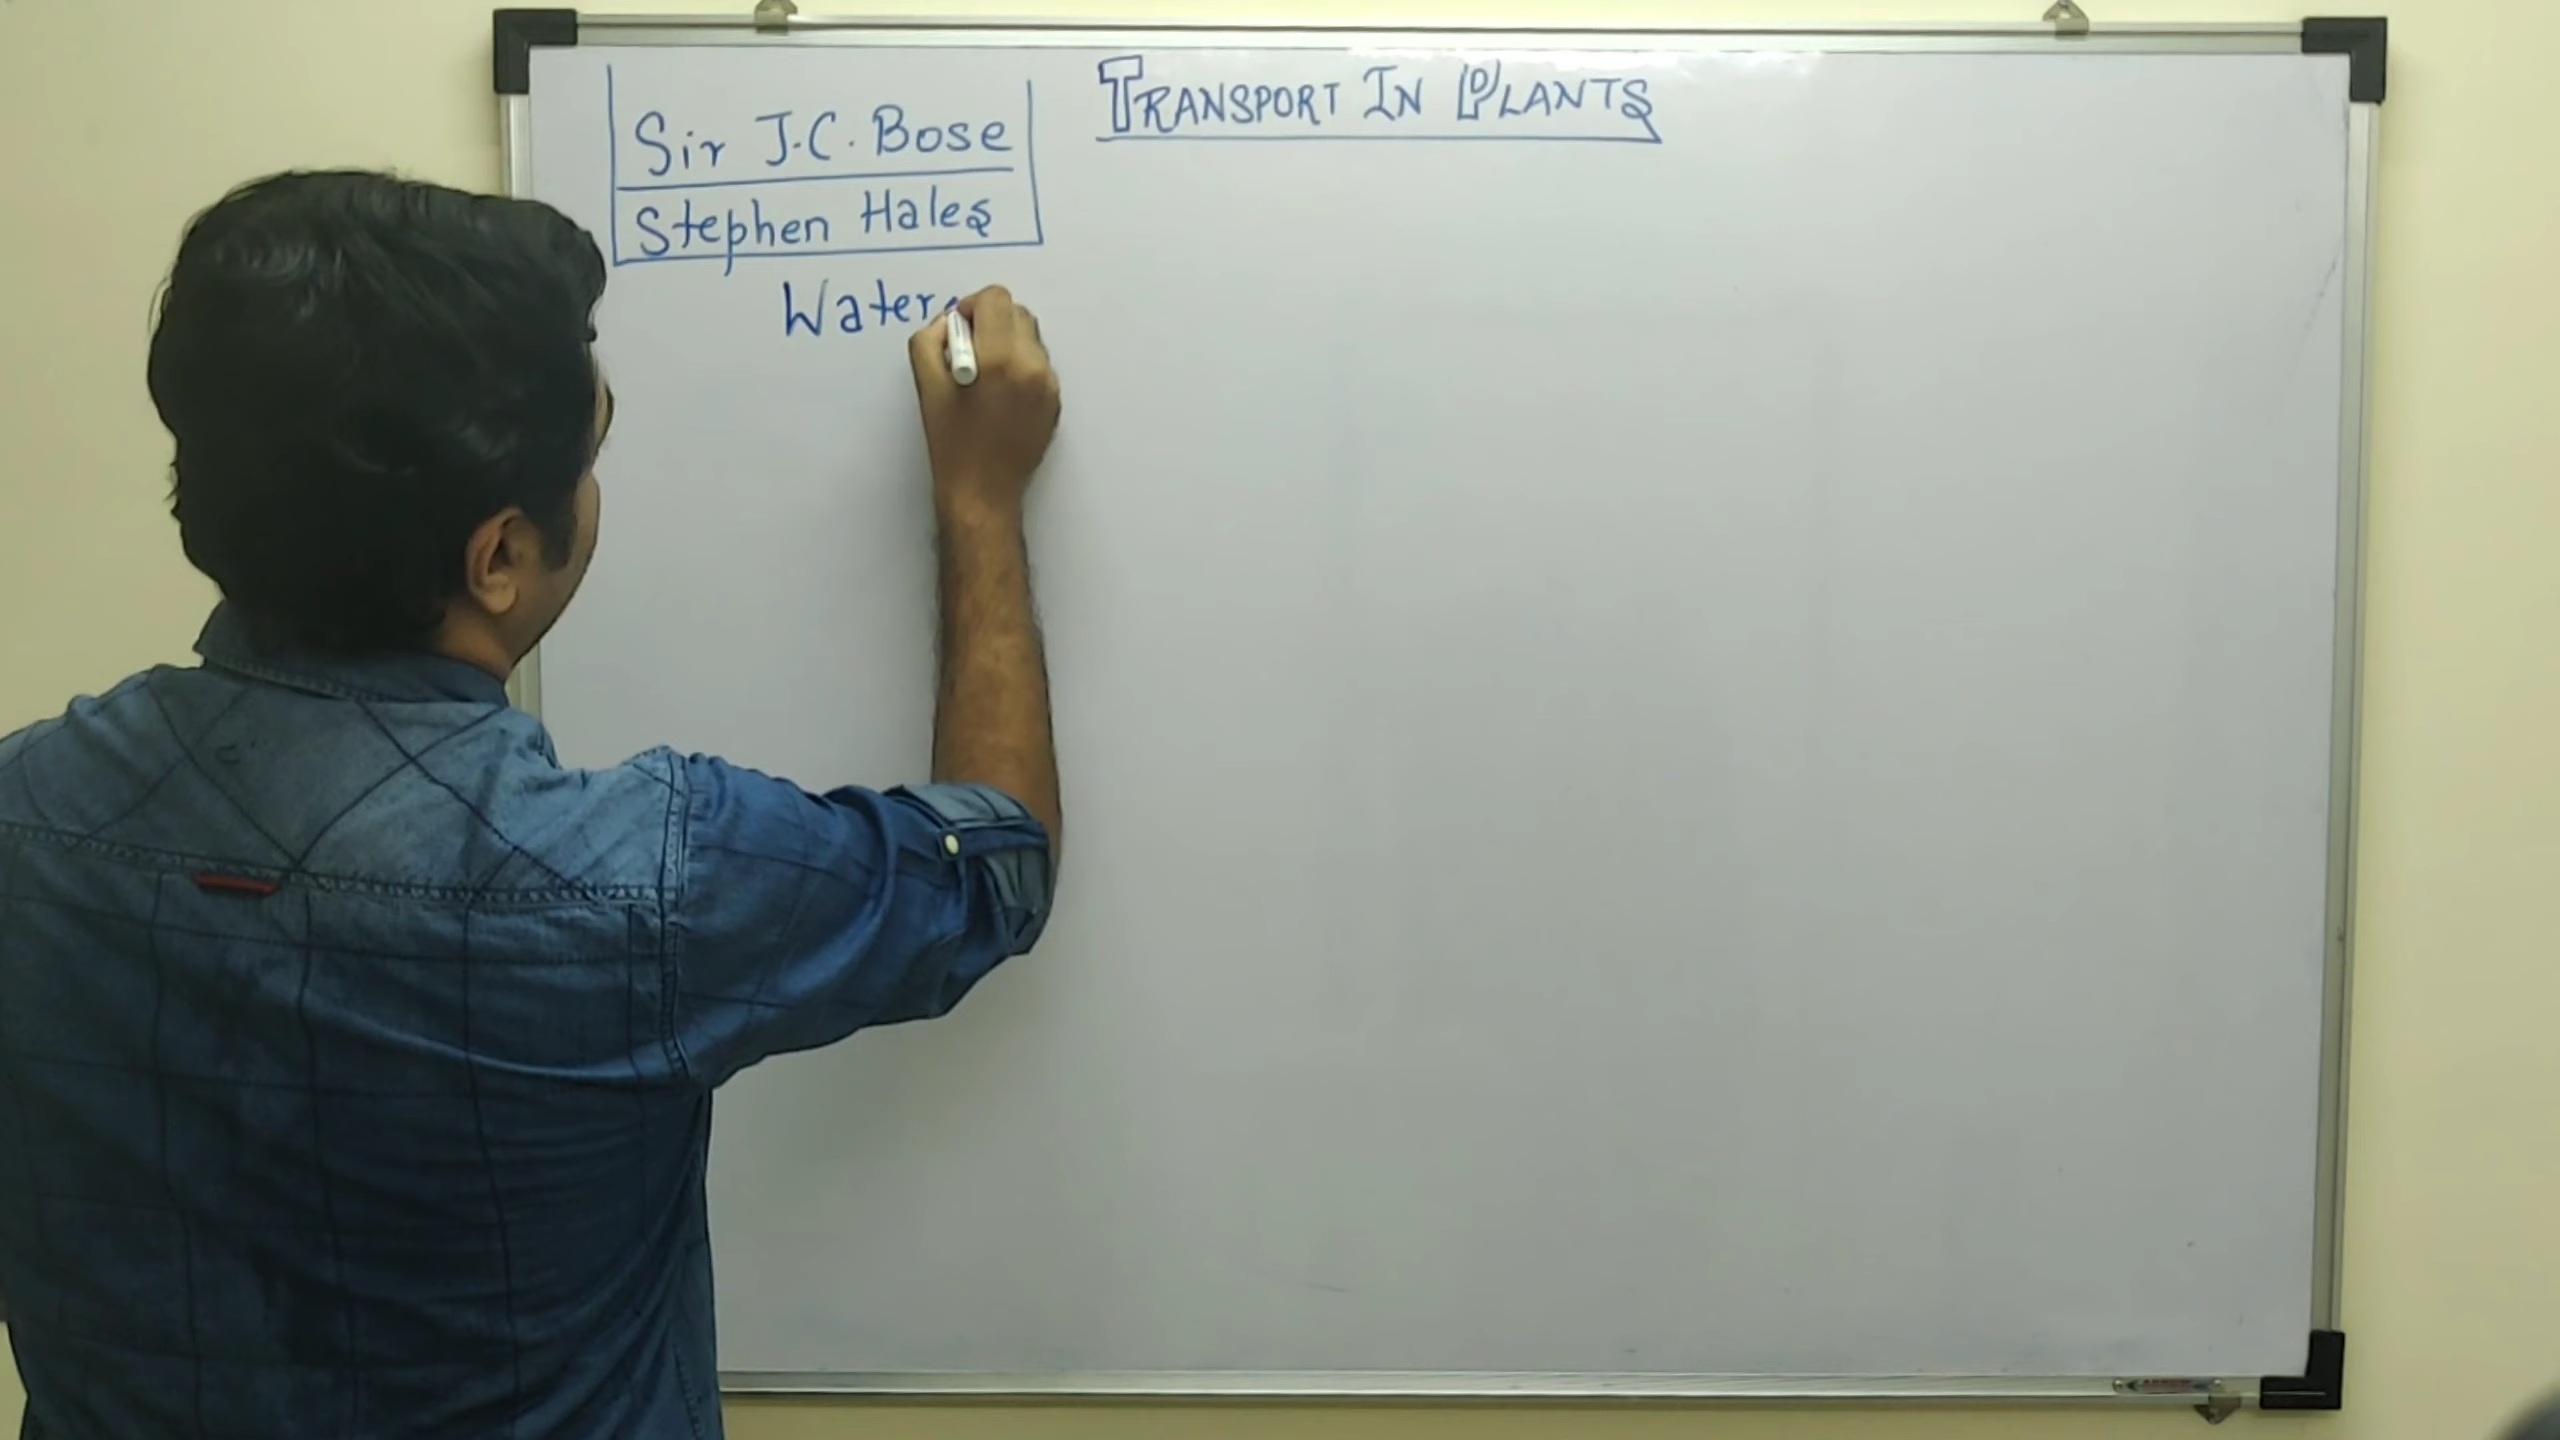 TRANSPORT IN PLANTS
Sir J.C. Bose
Stephen Hales
Water